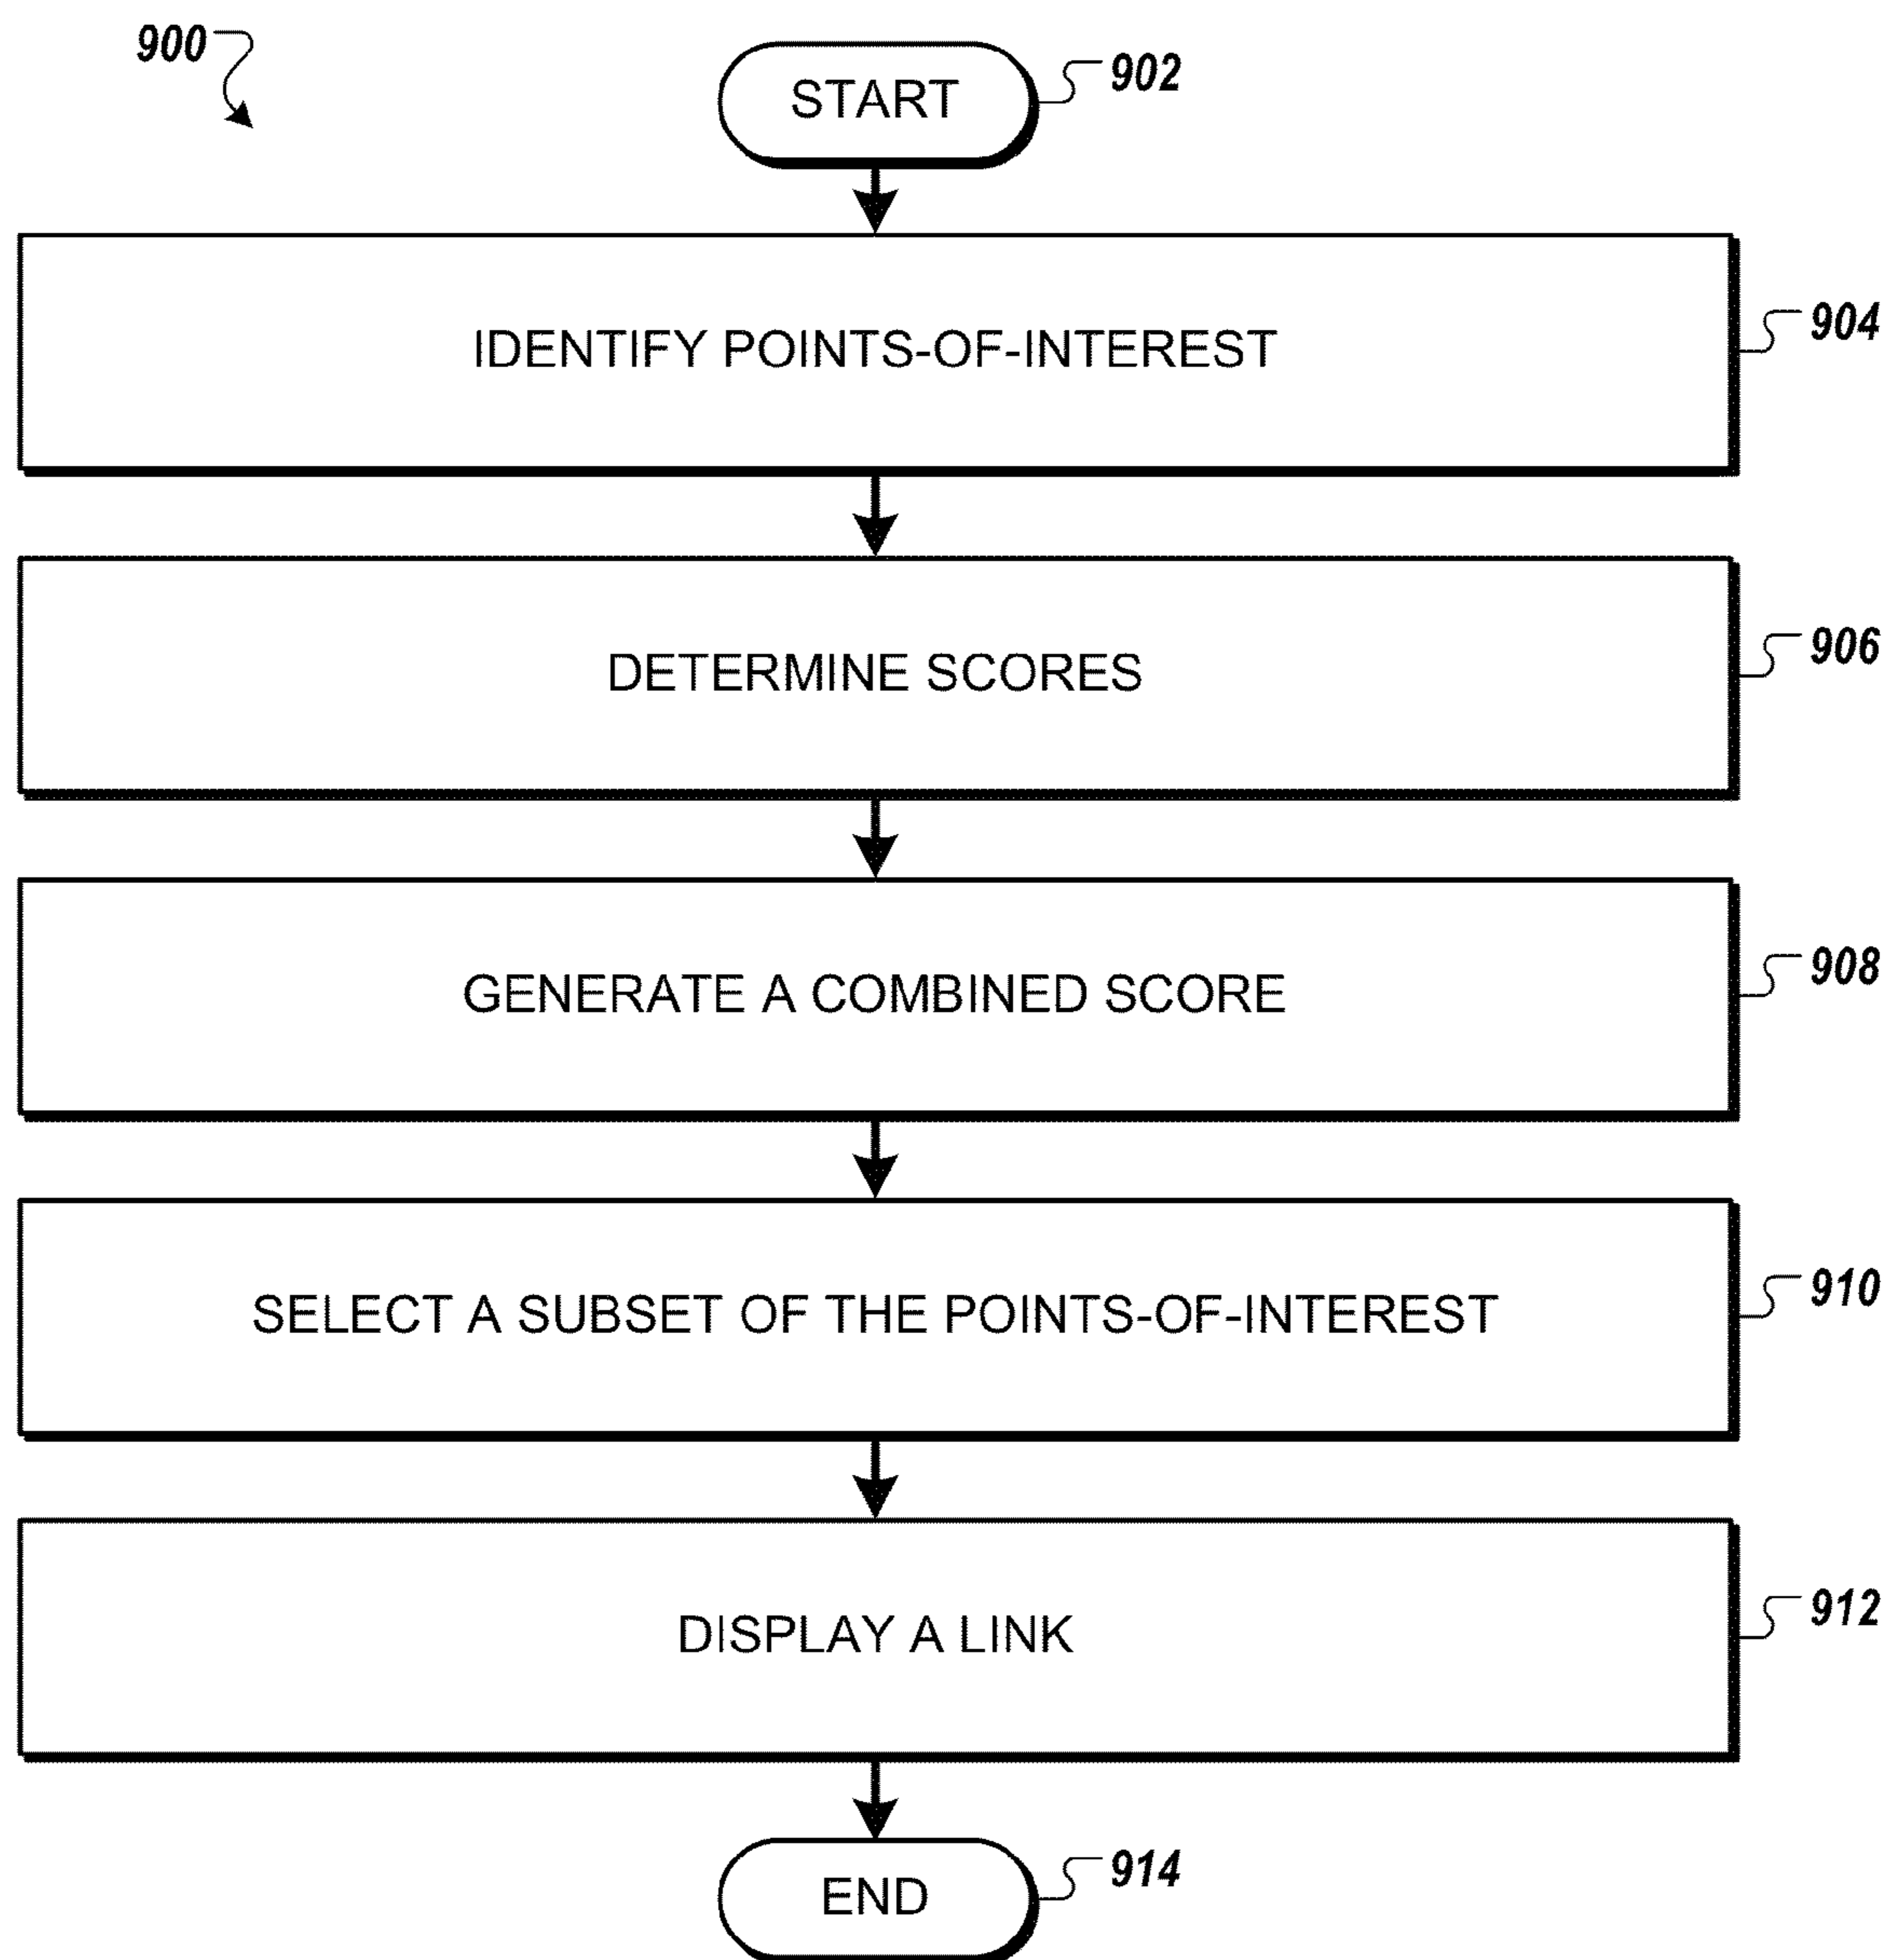 900
START
902
IDENTIFY POINTS-OF-INTEREST
904
DETERMINE SCORES
906
GENERATE A COMBINED SCORE
908
SELECT A SUBSET OF THE POINTS-OF-INTEREST
910
DISPLAY A LINK
912
END
914